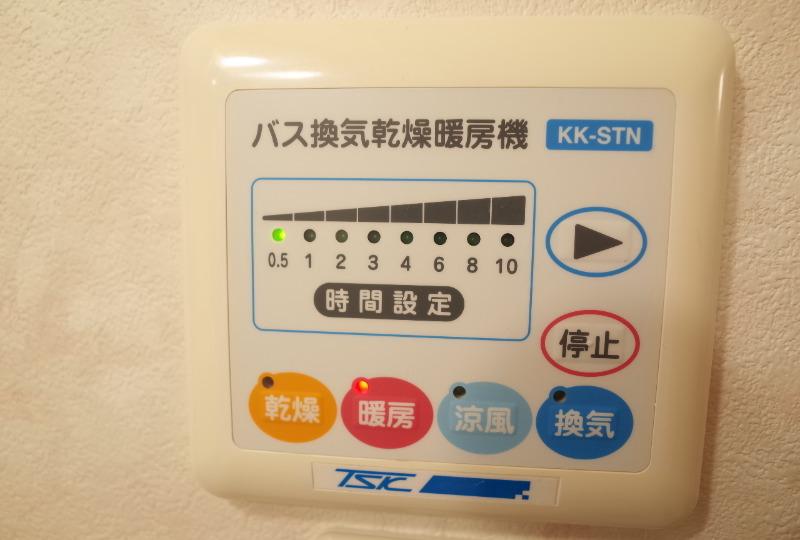 バス換気乾燥暖房機 KK-STN
0.5 1 2 3 4 6 8 10
時間設定
停止
乾燥 暖房 涼風 換気
TSK